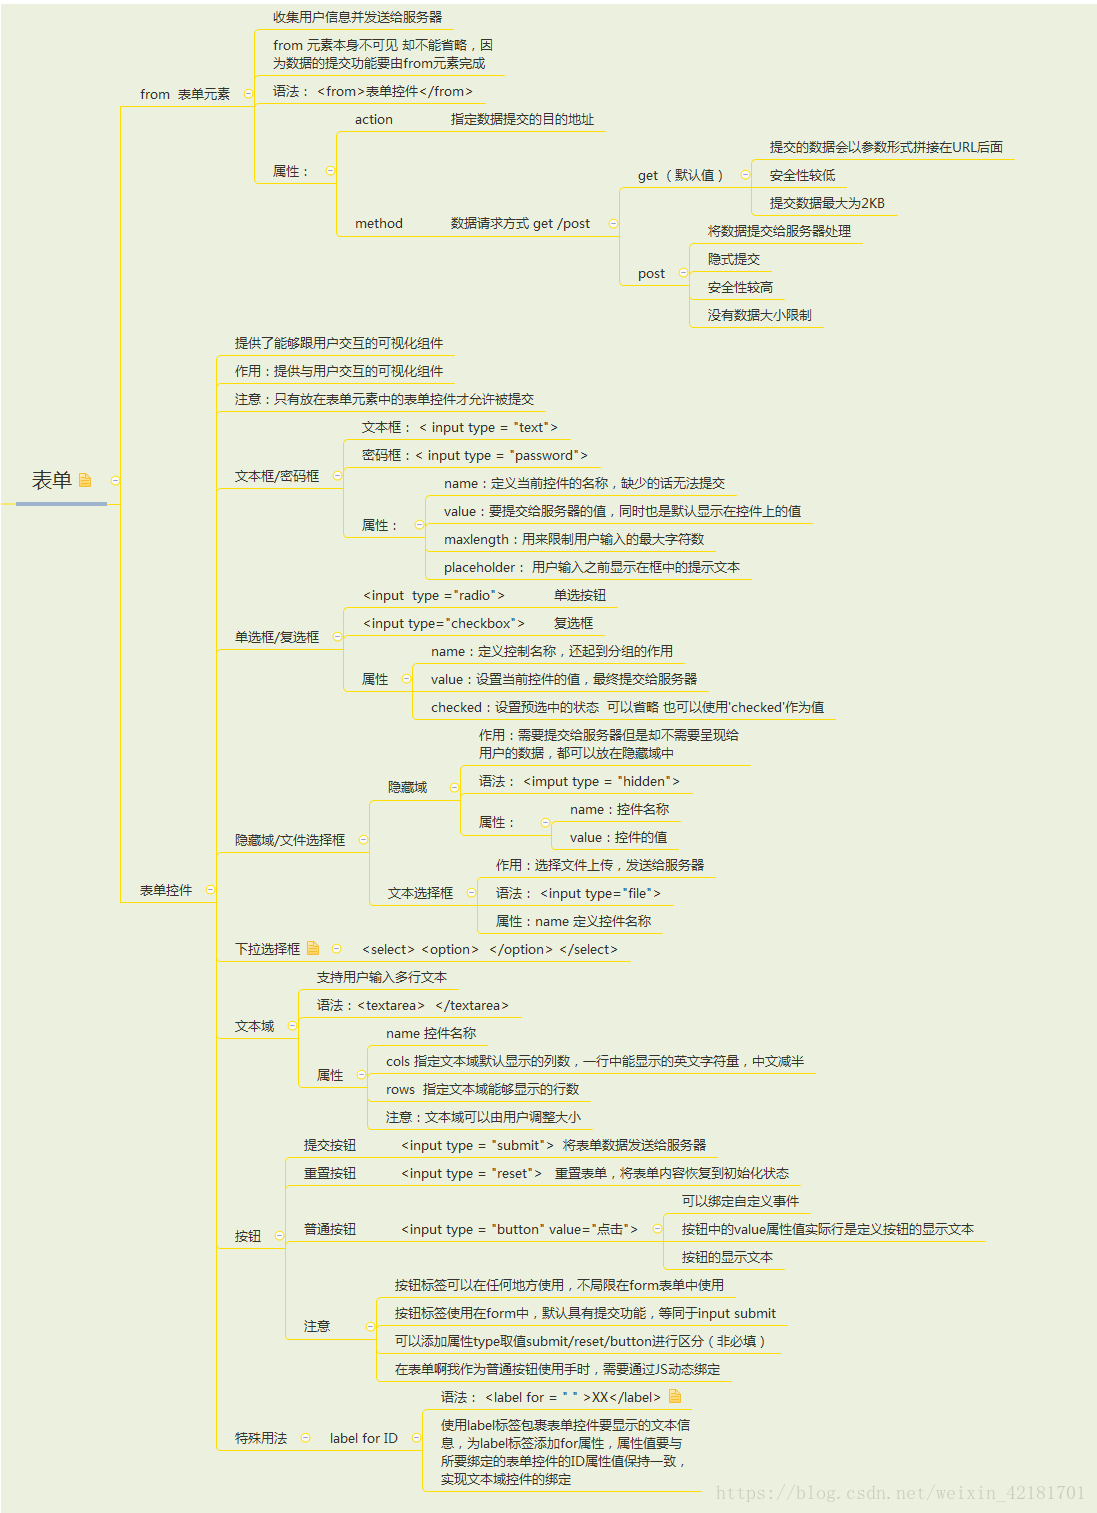 收集用户信息并发送给服务器
from 元素本身不可见 却不能省略，因
为数据的提交功能要由from元素完成
from 表单元素
语法： <from>表单控件</from>
action 指定数据提交的目的地址
属性：
提交的数据会以参数形式拼接在URL后面
get （默认值）
安全性较低
提交数据最大为2KB
method 数据请求方式 get /post
将数据提交给服务器处理
隐式提交
post
安全性较高
没有数据大小限制
提供了能够跟用户交互的可视化组件
作用：提供与用户交互的可视化组件
注意：只有放在表单元素中的表单控件才允许被提交
文本框： < input type = "text">
密码框：< input type = "password">
表单
文本框/密码框
name：定义当前控件的名称，缺少的话无法提交
value：要提交给服务器的值，同时也是默认显示在控件上的值
属性：
maxlength：用来限制用户输入的最大字符数
placeholder： 用户输入之前显示在框中的提示文本
<input type ="radio"> 单选按钮
<input type="checkbox"> 复选框
单选框/复选框
name：定义控制名称，还起到分组的作用
属性
value：设置当前控件的值，最终提交给服务器
checked：设置预选中的状态 可以省略 也可以使用'checked'作为值
作用：需要提交给服务器但是却不需要呈现给
用户的数据，都可以放在隐藏域中
隐藏域
语法： <imput type = "hidden">
属性：
name：控件名称
value：控件的值
隐藏域/文件选择框
作用：选择文件上传，发送给服务器
文本选择框
语法： <input type="file">
属性：name 定义控件名称
表单控件
下拉选择框
<select> <option> </option> </select>
支持用户输入多行文本
语法：<textarea> </textarea>
文本域
name 控件名称
cols 指定文本域默认显示的列数，一行中能显示的英文字符量，中文减半
属性
rows 指定文本域能够显示的行数
注意：文本域可以由用户调整大小
提交按钮 <input type = "submit"> 将表单数据发送给服务器
重置按钮 <input type = "reset"> 重置表单，将表单内容恢复到初始化状态
按钮
可以绑定自定义事件
普通按钮 <input type = "button" value="点击">
按钮中的value属性值实际行是定义按钮的显示文本
按钮的显示文本
按钮标签可以在任何地方使用，不局限在form表单中使用
按钮标签使用在form中，默认具有提交功能，等同于input submit
注意
可以添加属性type取值submit/reset/button进行区分（非必填）
在表单啊我作为普通按钮使用手时，需要通过JS动态绑定
语法： <label for = " " >XX</label>
特殊用法
label for ID
使用label标签包裹表单控件要显示的文本信
息，为label标签添加for属性，属性值要与
所要绑定的表单控件的ID属性值保持一致，
实现文本域控件的绑定
https://blog.csdn.net/weixin_42181701